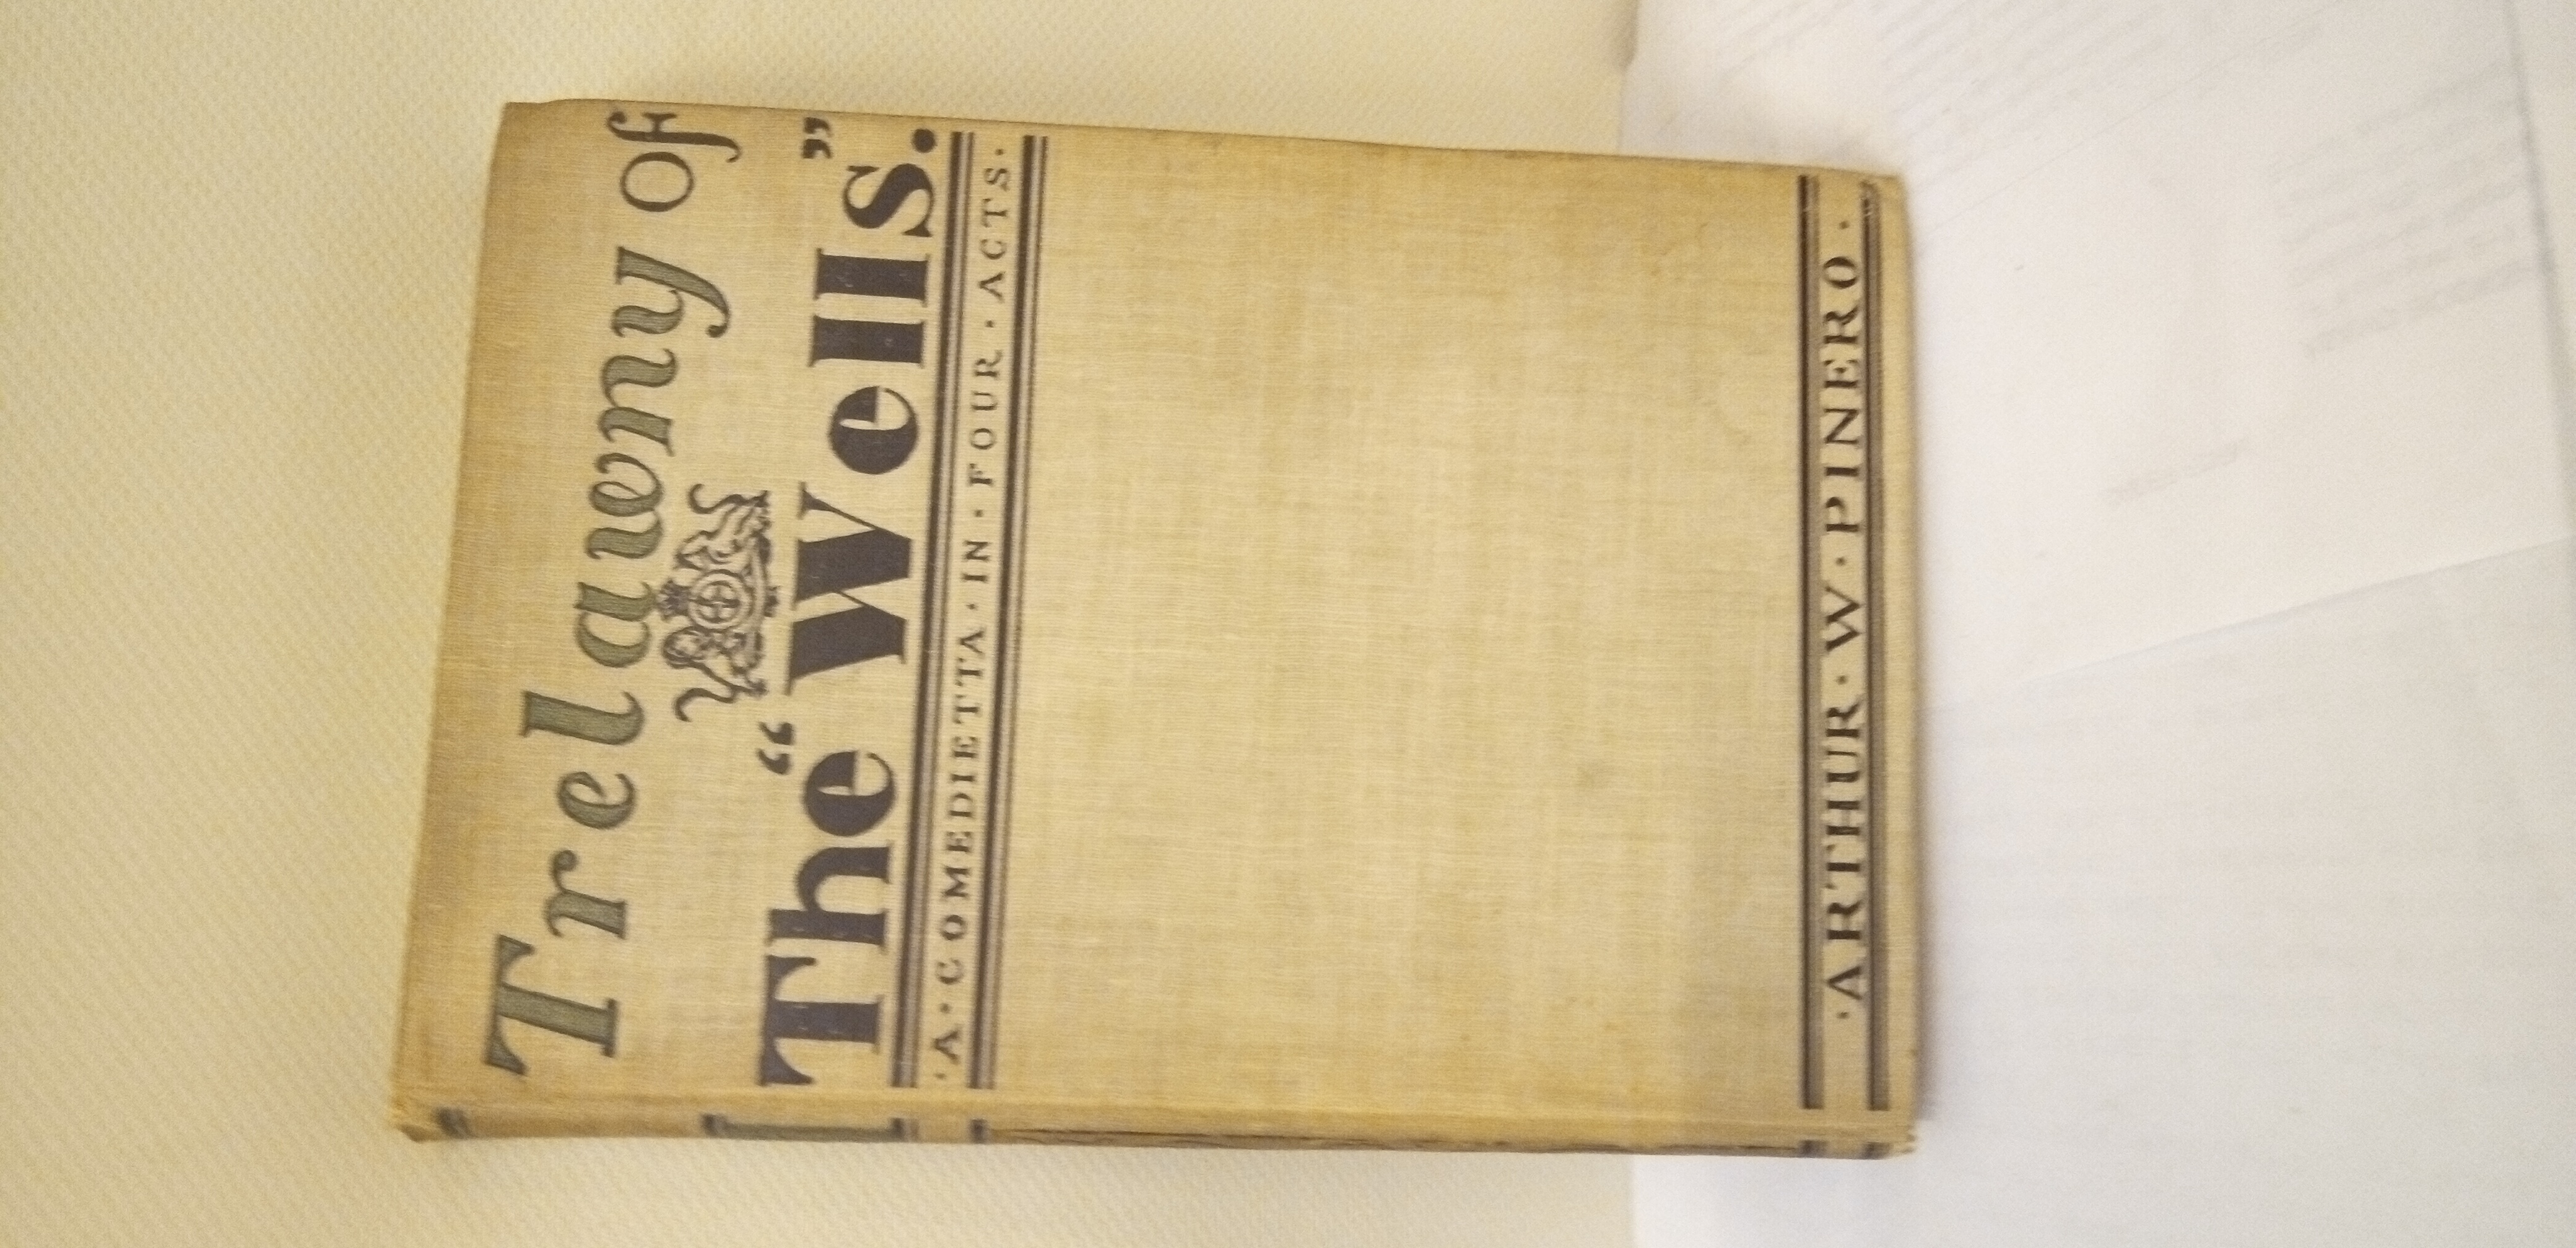 Trelawny of
The “Wells.”
·A·COMEDIETTA·IN·FOUR·ACTS·
·ARTHUR·W·PINERO·